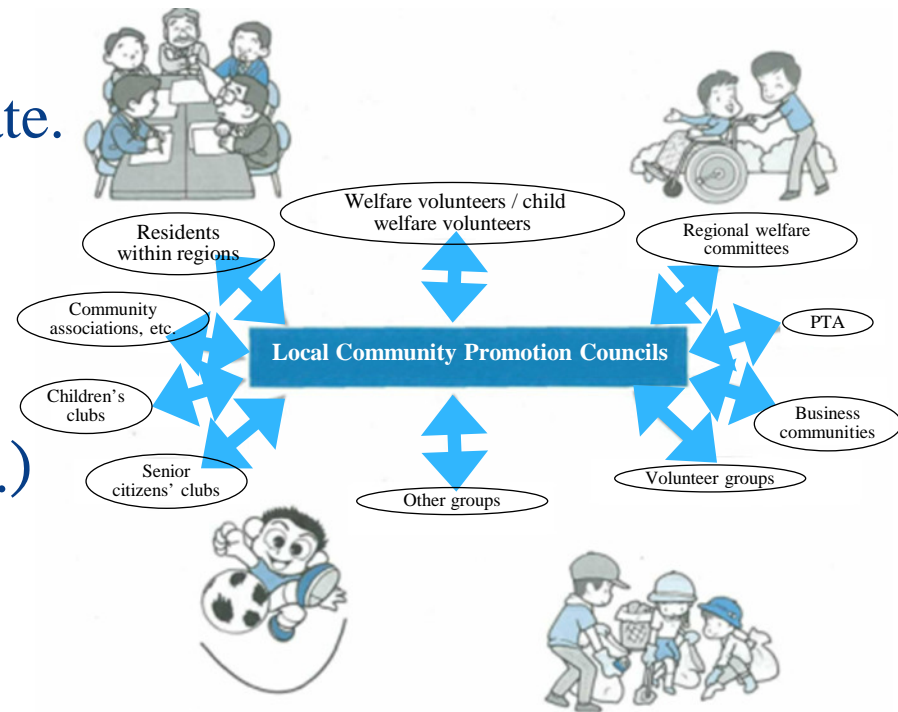 ate.
Welfare volunteers / child
welfare volunteers
Residents
within regions
Regional welfare
committees
Community
associations, etc.
PTA
Local Community Promotion Councils
Children’s
clubs
Business
communities
.)
Senior
citizens’ clubs
Volunteer groups
Other groups